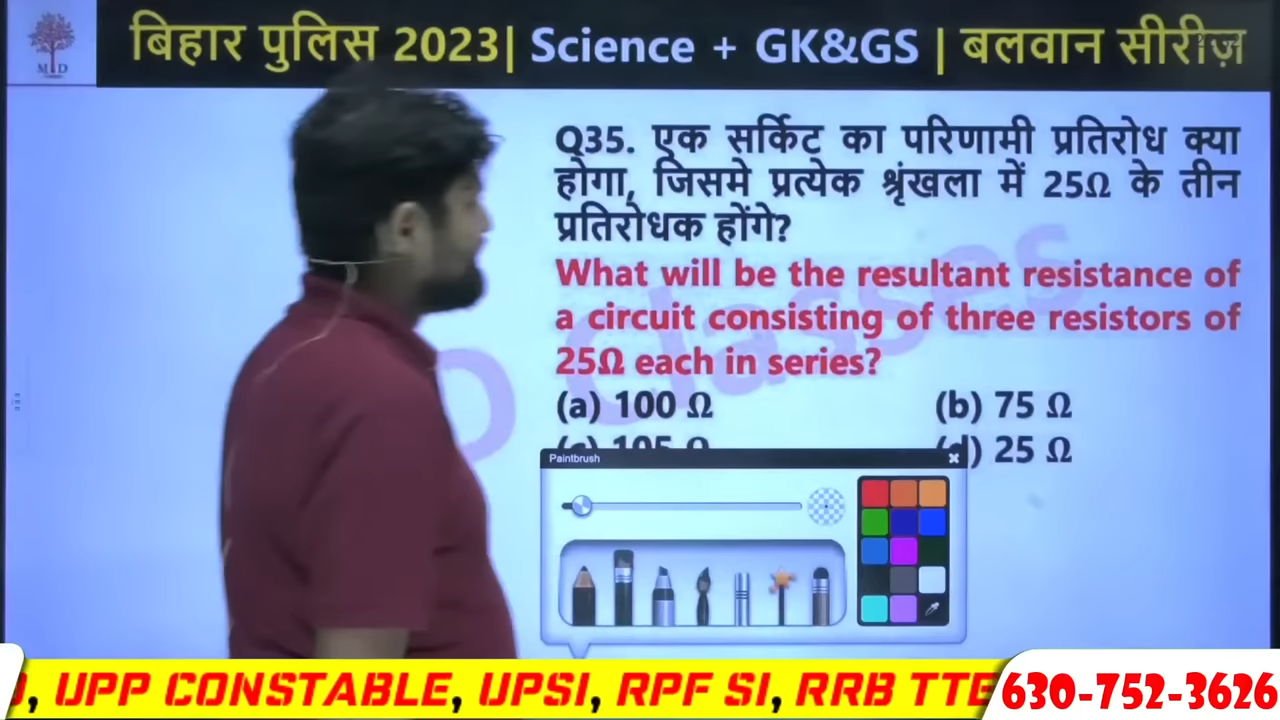 बिहार पुलिस 2023| Science + GK&GS | बलवान सीरीज़
M D
Q35. एक सर्किट का परिणामी प्रतिरोध क्या
होगा, जिसमे प्रत्येक श्रृंखला में 25Ω के तीन
प्रतिरोधक होंगे?
What will be the resultant resistance of
a circuit consisting of three resistors of
25Ω each in series?
(a) 100 Ω (b) 75 Ω
(c) 105 Ω (d) 25 Ω
Classes
Paintbrush
, UPP CONSTABLE, UPSI, RPF SI, RRB TTE
630-752-3626